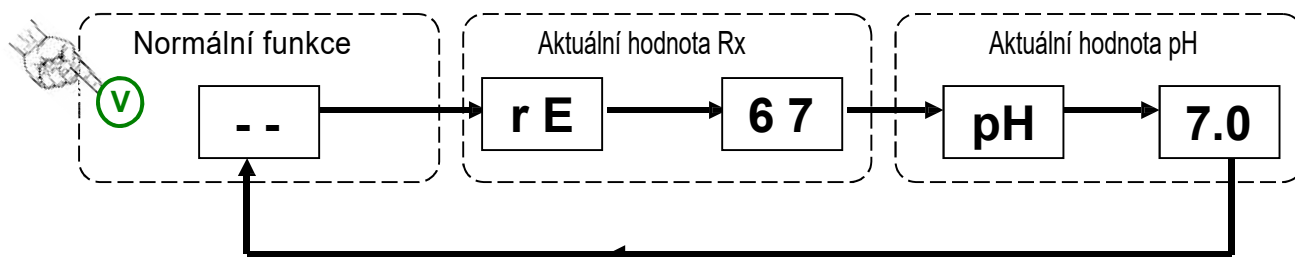 Normální funkce
V
- -
Aktuální hodnota Rx
r E
6 7
Aktuální hodnota pH
pH
7.0